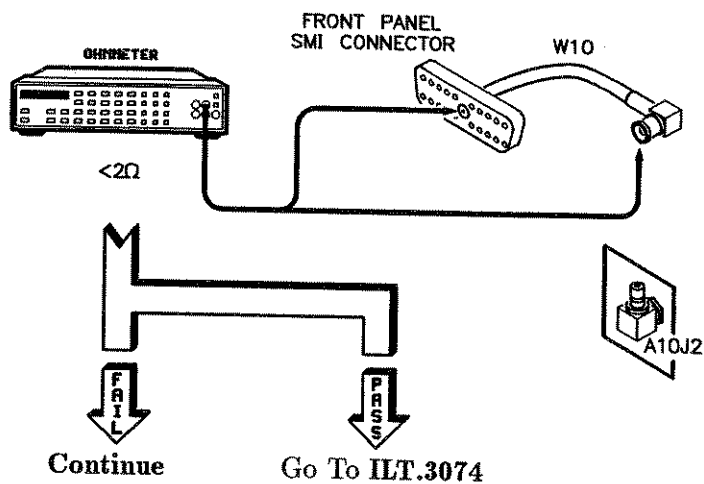 FRONT PANEL
SMI CONNECTOR
W10
OHMMETER
<2Ω
A10J2
FAIL
PASS
Continue
Go To ILT.3074